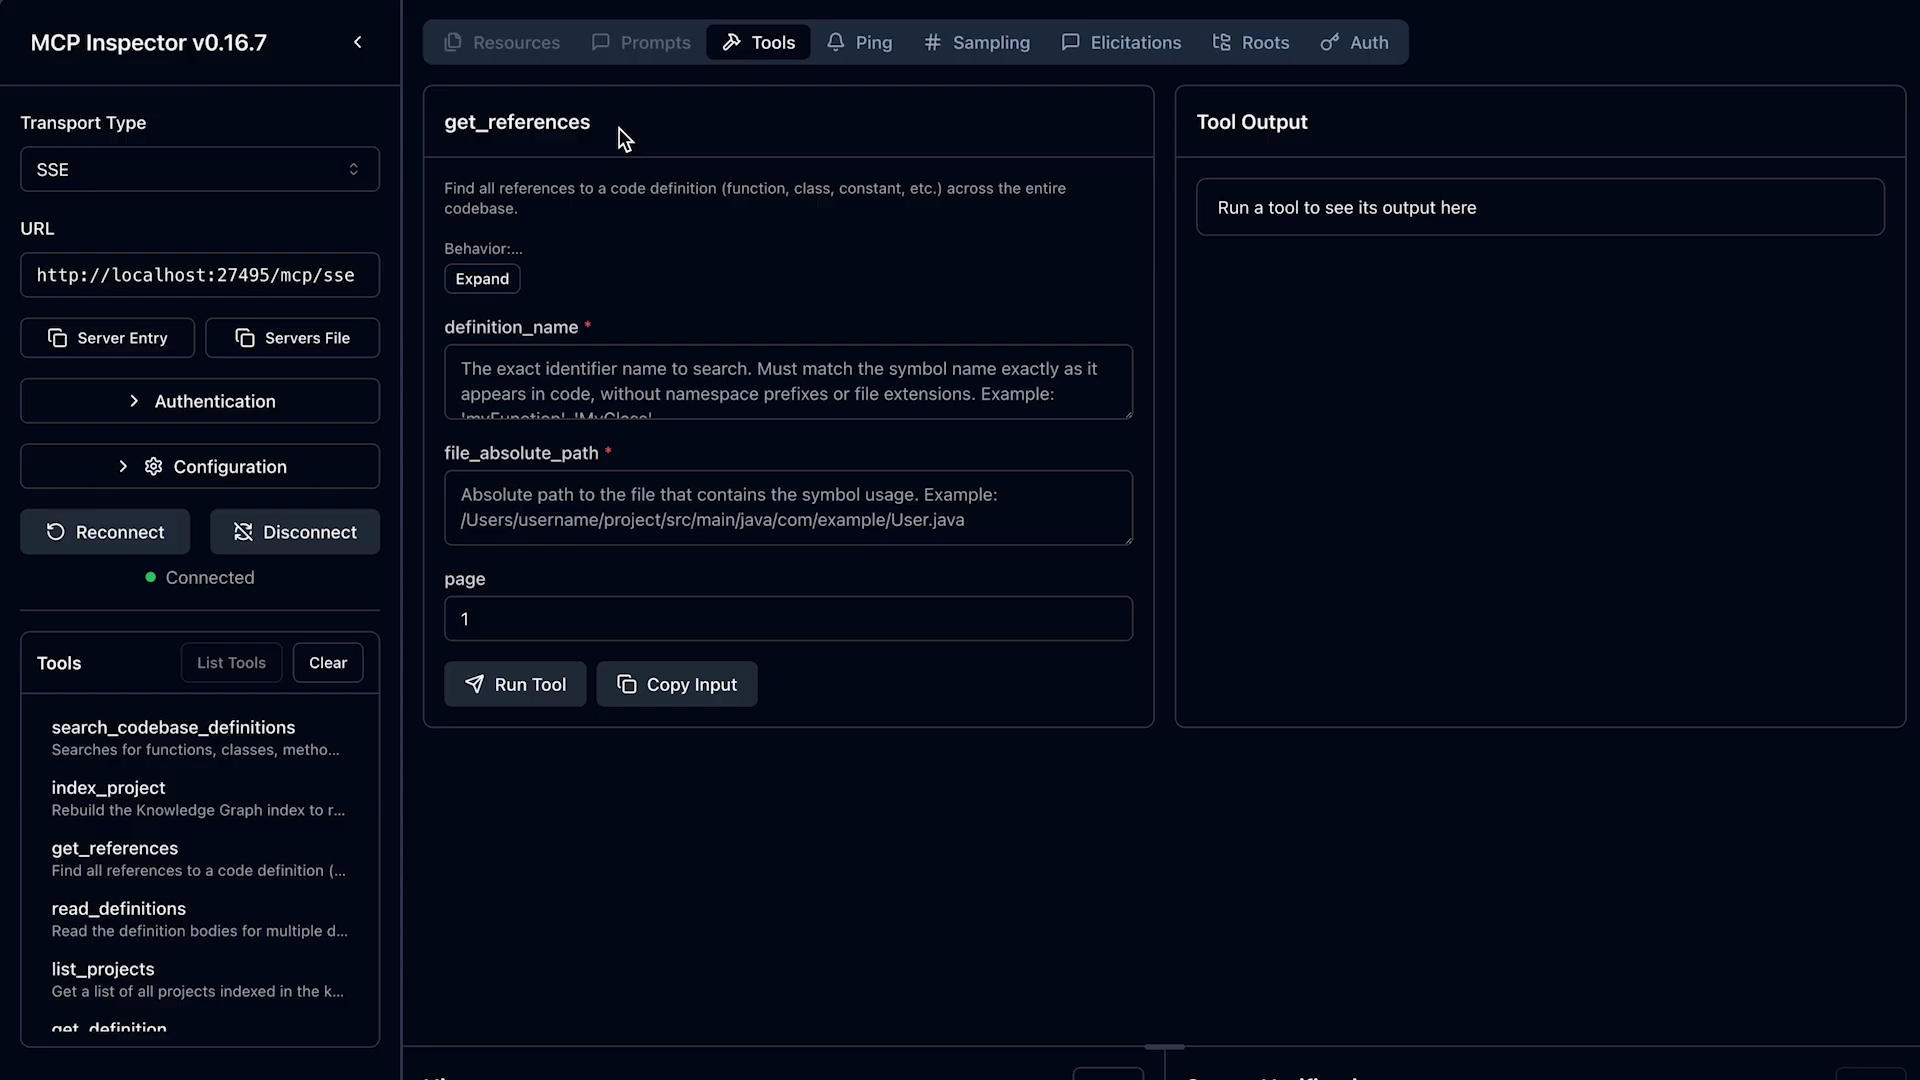 MCP Inspector v0.16.7
Transport Type
SSE
URL
http://localhost:27495/mcp/sse
Server Entry
Servers File
Authentication
Configuration
Reconnect
Disconnect
Connected
Tools
List Tools
Clear
search_codebase_definitions
Searches for functions, classes, metho...
index_project
Rebuild the Knowledge Graph index to r...
get_references
Find all references to a code definition (...
read_definitions
Read the definition bodies for multiple d...
list_projects
Get a list of all projects indexed in the k...
get_definition
Resources
Prompts
Tools
Ping
Sampling
Elicitations
Roots
Auth
get_references
Find all references to a code definition (function, class, constant, etc.) across the entire
codebase.
Behavior:...
Expand
definition_name *
The exact identifier name to search. Must match the symbol name exactly as it
appears in code, without namespace prefixes or file extensions. Example:
'myFunction', 'MyClass'
file_absolute_path *
Absolute path to the file that contains the symbol usage. Example:
/Users/username/project/src/main/java/com/example/User.java
page
1
Run Tool
Copy Input
Tool Output
Run a tool to see its output here